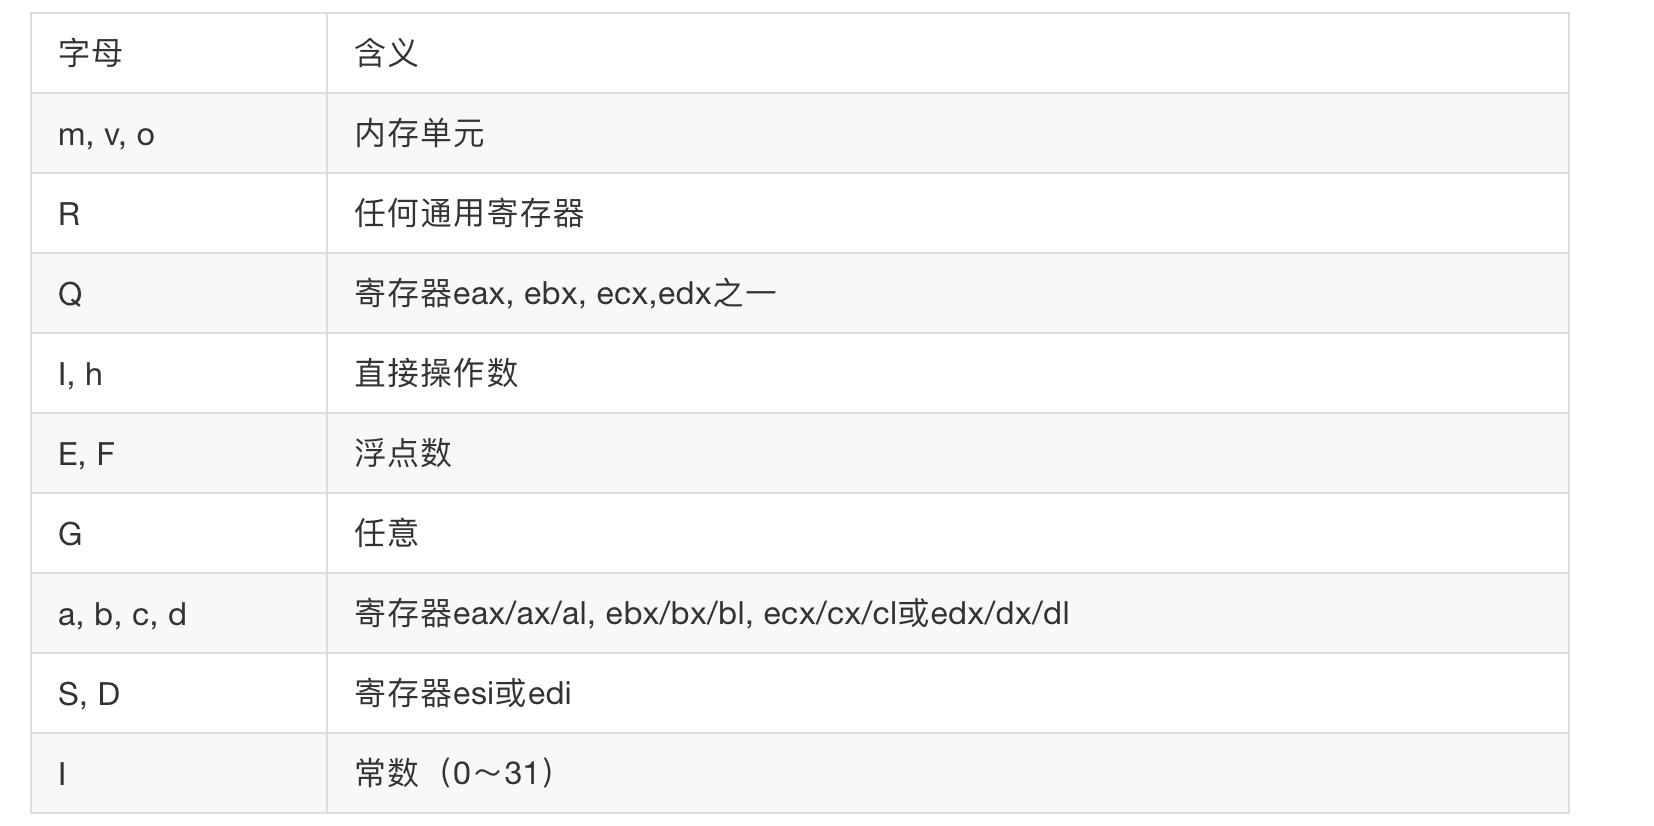 字母 含义
m, v, o 内存单元
R 任何通用寄存器
Q 寄存器eax, ebx, ecx,edx之一
I, h 直接操作数
E, F 浮点数
G 任意
a, b, c, d 寄存器eax/ax/al, ebx/bx/bl, ecx/cx/cl或edx/dx/dl
S, D 寄存器esi或edi
I 常数（0～31）